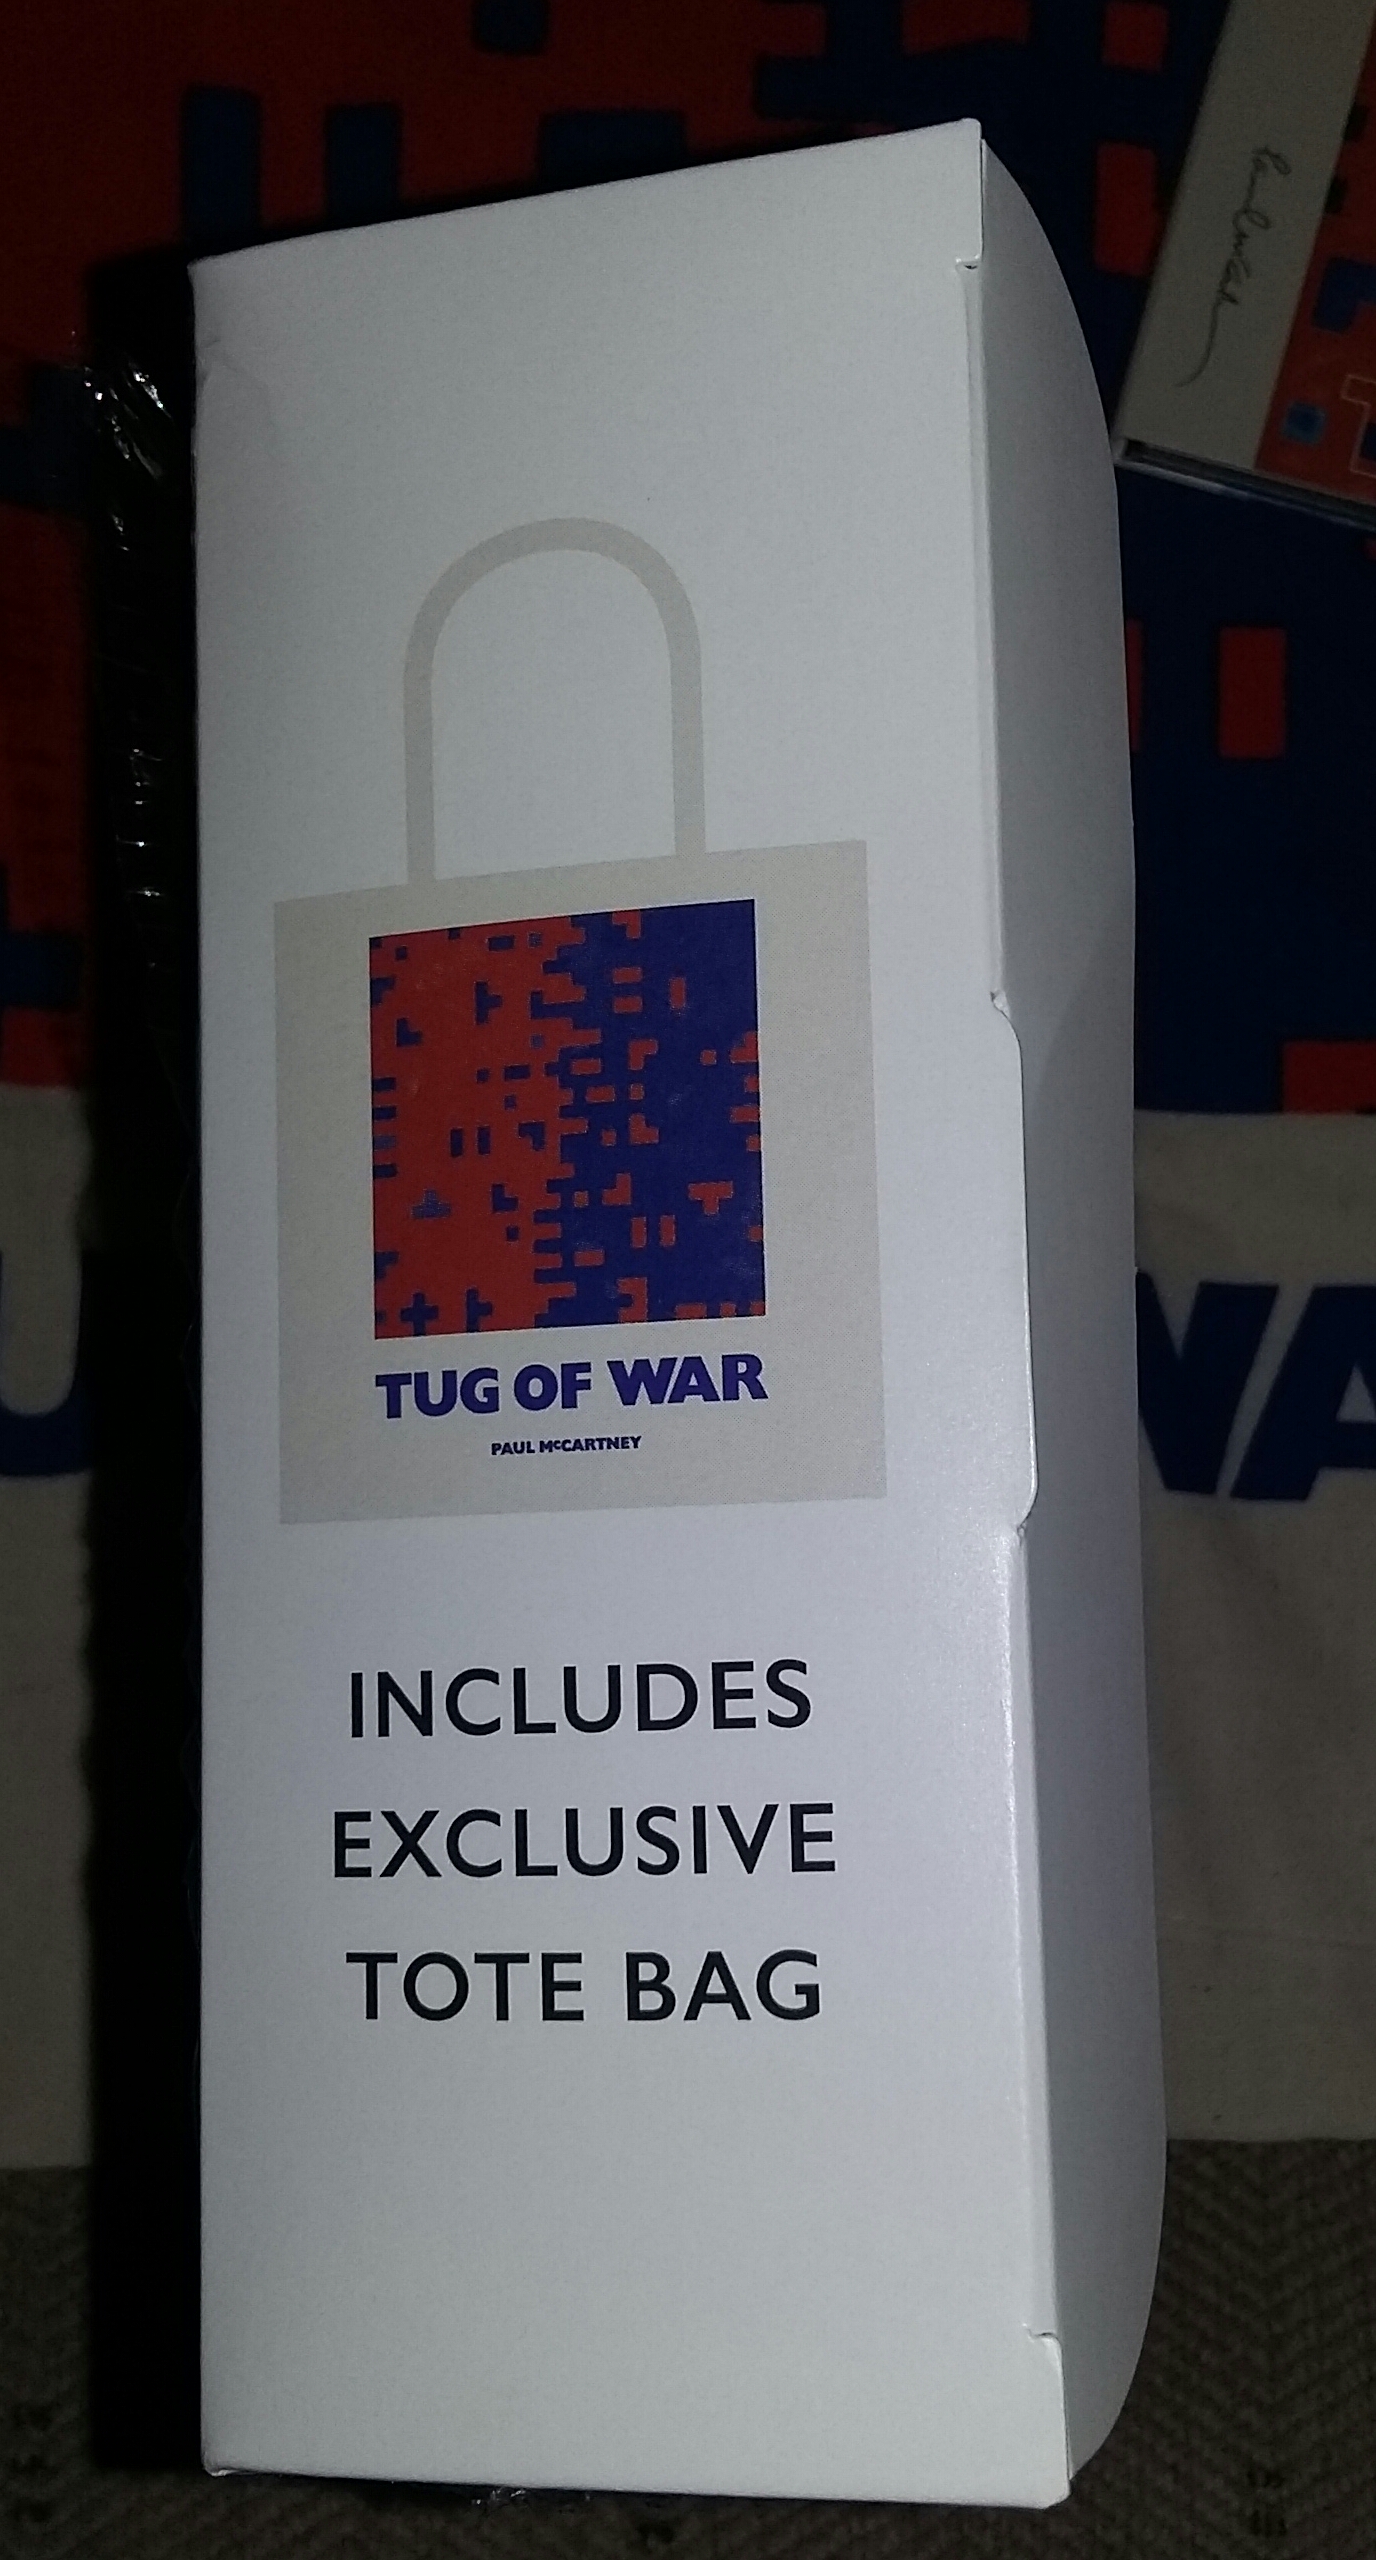 TUG OF WAR
PAUL McCARTNEY
INCLUDES
EXCLUSIVE
TOTE BAG